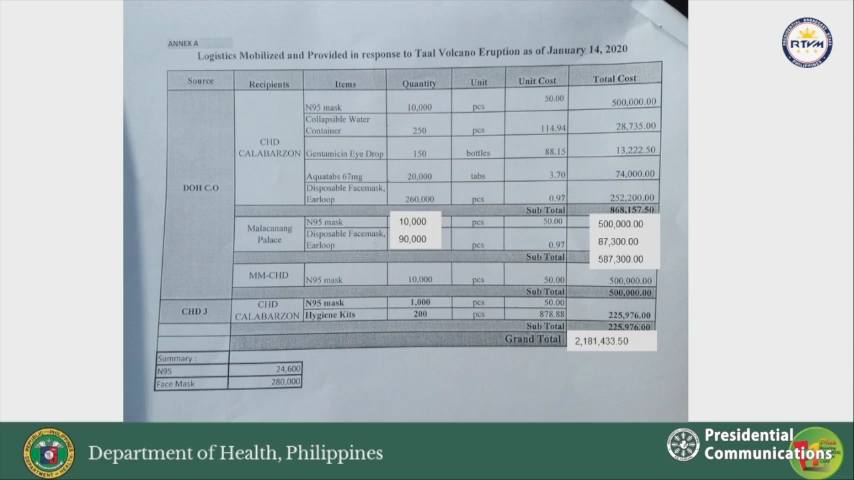 ANNEX A
Logistics Mobilized and Provided in response to Taal Volcano Eruption as of January 14, 2020
Source Recipients Items Quantity Unit Unit Cost Total Cost
DOH C.O
CHD CALABARZON
N95 mask 10,000 pcs 50.00 500,000.00
Collapsible Water Container 250 pcs 114.94 28,735.00
Gentamicin Eye Drop 150 bottles 88.15 13,222.50
Aquatabs 67mg 20,000 tabs 3.70 74,000.00
Disposable Facemask, Earloop 260,000 pcs 0.97 252,200.00
Sub Total 868,157.50
Malacanang Palace
N95 mask 10,000 pcs 50.00 500,000.00
Disposable Facemask, Earloop 90,000 pcs 0.97 87,300.00
Sub Total 587,300.00
MM-CHD N95 mask 10,000 pcs 50.00 500,000.00
Sub Total 500,000.00
CHD 3
CHD CALABARZON
N95 mask 1,000 pcs 50.00
Hygiene Kits 200 pcs 878.88 225,976.00
Sub Total 225,976.00
Grand Total 2,181,433.50
Summary :
N95 24,600
Face Mask 280,000
RTVM
Department of Health, Philippines
Presidential
Communications